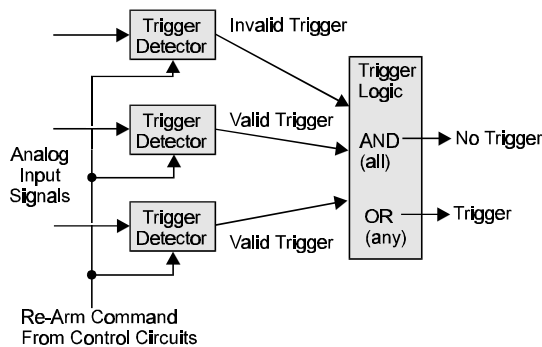 Trigger
Detector
Invalid Trigger
Trigger
Logic
Trigger
Detector
Valid Trigger
AND
(all)
No Trigger
Analog
Input
Signals
Trigger
Detector
Valid Trigger
OR
(any)
Trigger
Re-Arm Command
From Control Circuits